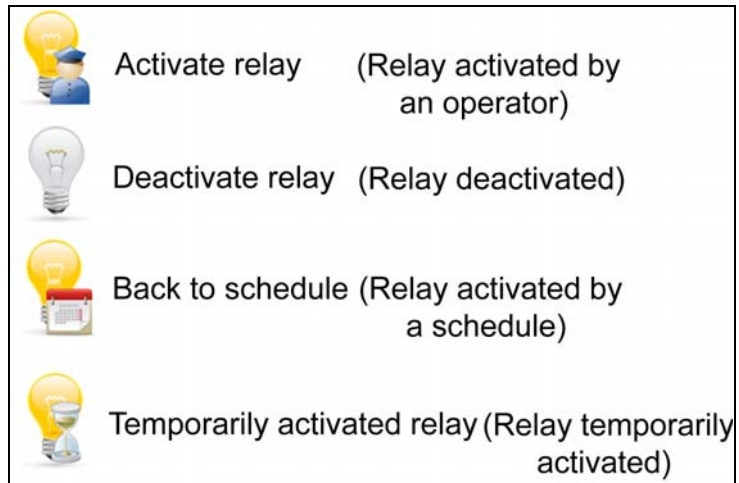 Activate relay (Relay activated by
an operator)
Deactivate relay (Relay deactivated)
Back to schedule (Relay activated by
a schedule)
Temporarily activated relay (Relay temporarily
activated)